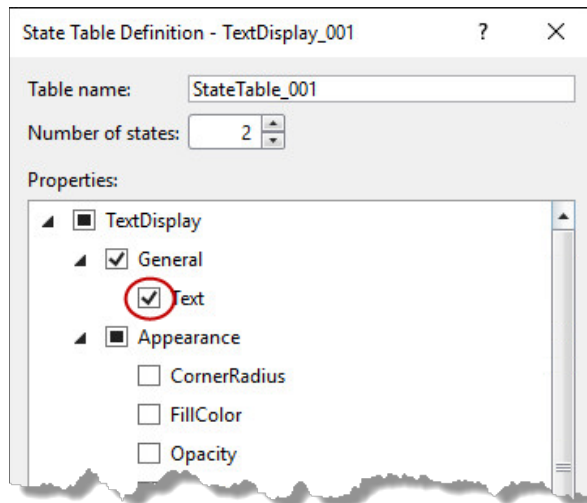 State Table Definition - TextDisplay_001 ?
Table name: StateTable_001
Number of states: 2
Properties:
TextDisplay
General
Text
Appearance
CornerRadius
FillColor
Opacity